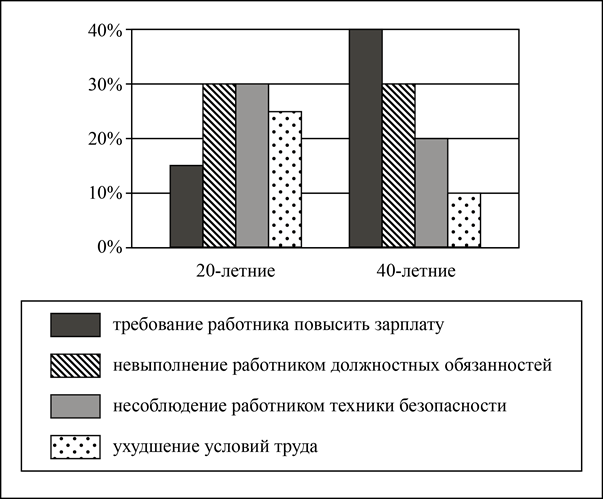 40%
30%
20%
10%
0%
20-летние
40-летние
требование работника повысить зарплату
невыполнение работником должностных обязанностей
несоблюдение работником техники безопасности
ухудшение условий труда